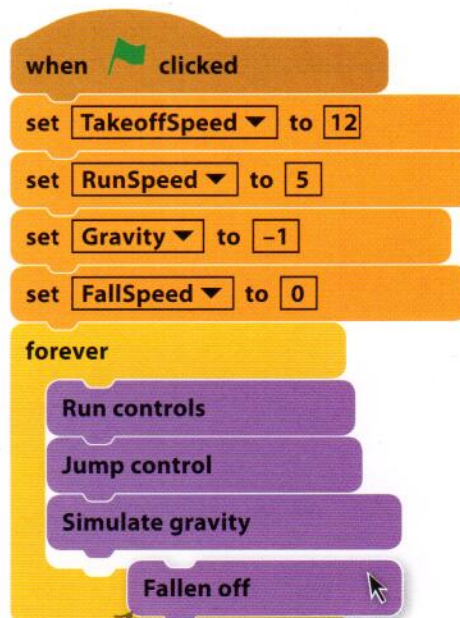 when clicked
set TakeoffSpeed to 12
set RunSpeed to 5
set Gravity to –1
set FallSpeed to 0
forever
Run controls
Jump control
Simulate gravity
Fallen off